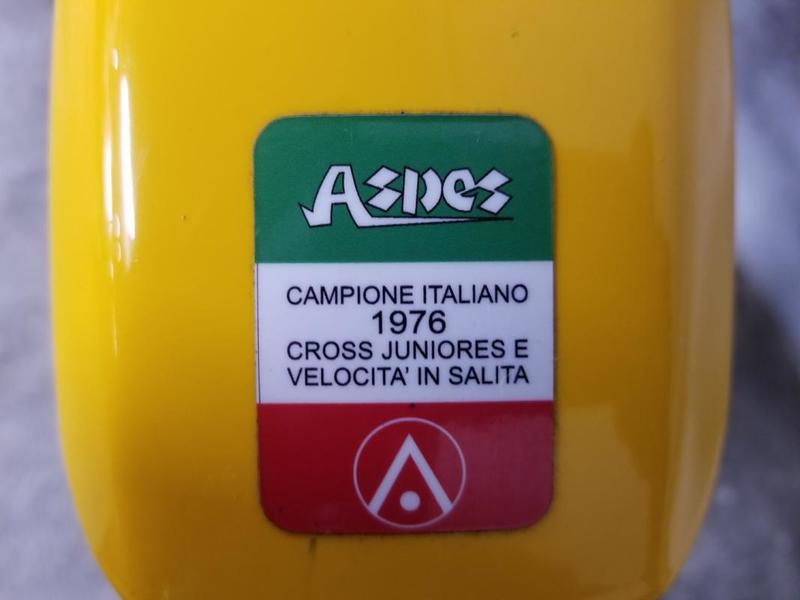 Aspes
CAMPIONE ITALIANO
1976
CROSS JUNIORES E
VELOCITA' IN SALITA